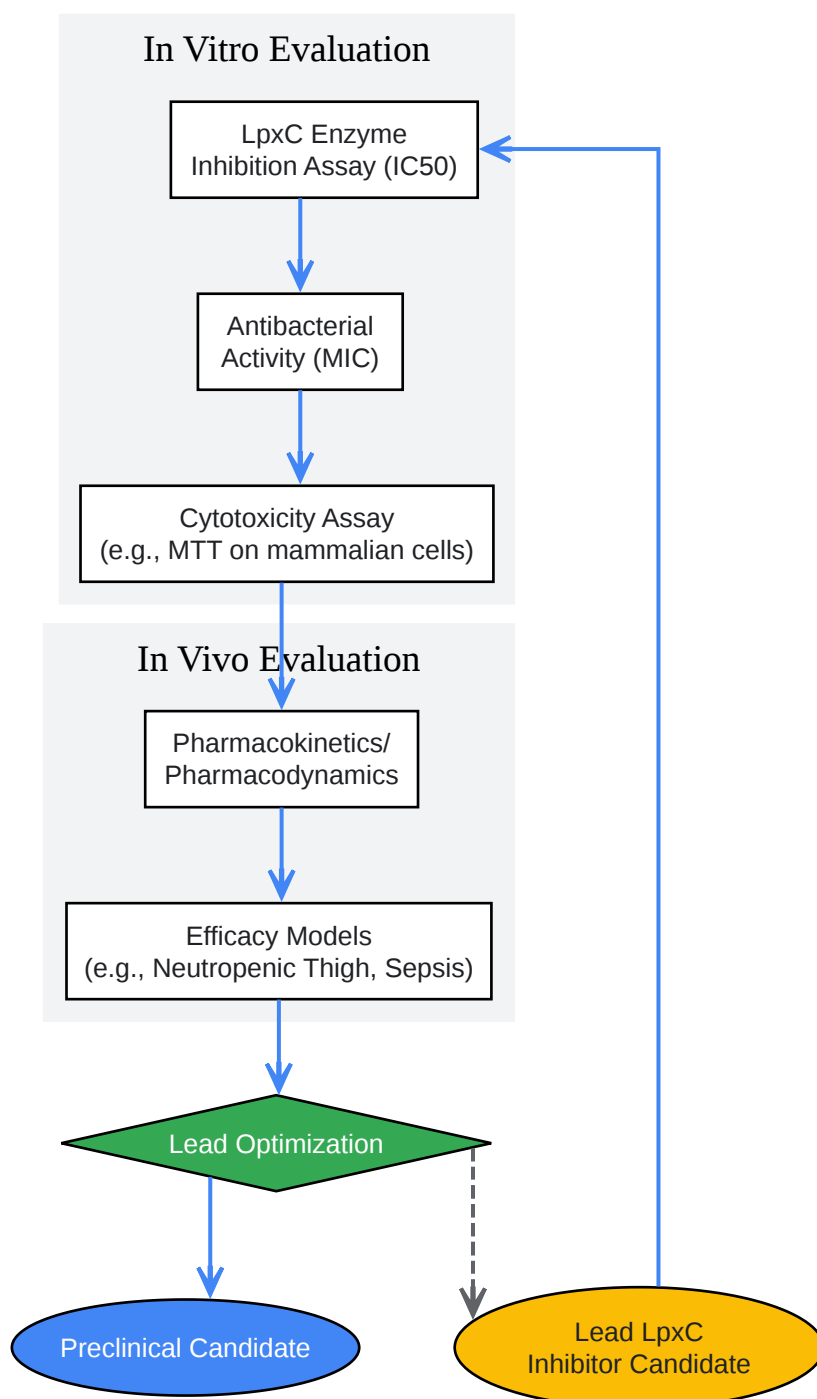 In Vitro Evaluation
LpxC Enzyme
Inhibition Assay (IC50)
Antibacterial
Activity (MIC)
Cytotoxicity Assay
(e.g., MTT on mammalian cells)
In Vivo Evaluation
Pharmacokinetics/
Pharmacodynamics
Efficacy Models
(e.g., Neutropenic Thigh, Sepsis)
Lead Optimization
Preclinical Candidate
Lead LpxC
Inhibitor Candidate